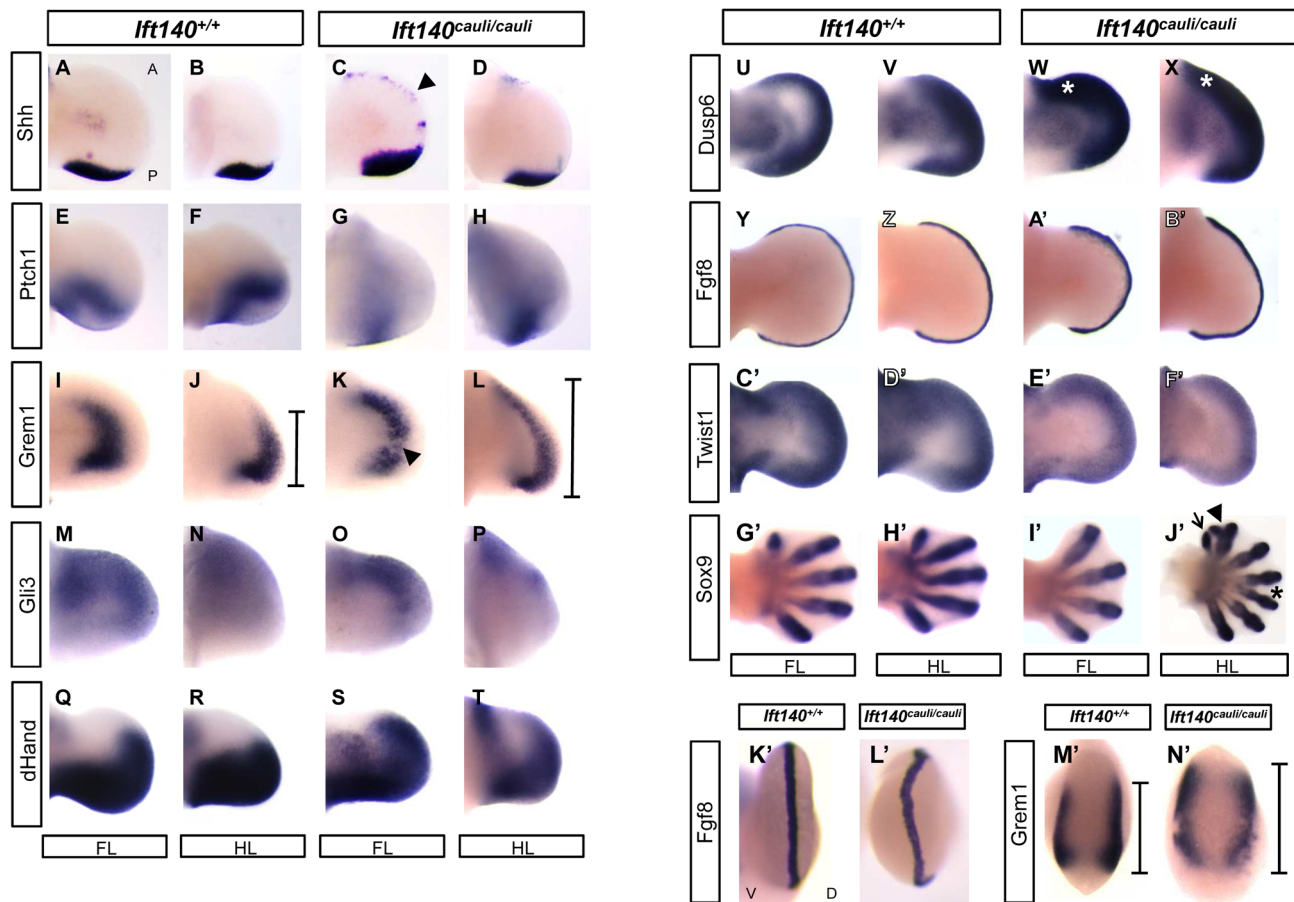 Ift140+/+
Ift140cauli/cauli
Shh
A
A
P
B
C
D
Ptch1
E
F
G
H
Grem1
I
J
K
L
Gli3
M
N
O
P
dHand
Q
R
S
T
FL
HL
FL
HL
Ift140+/+
Ift140cauli/cauli
Dusp6
U
V
W
*
X
*
Fgf8
Y
Z
A’
B’
Twist1
C’
D’
E’
F’
Sox9
G’
H’
I’
J’
*
FL
HL
FL
HL
Ift140+/+
Ift140cauli/cauli
Fgf8
K’
V
D
L’
Ift140+/+
Ift140cauli/cauli
Grem1
M’
N’